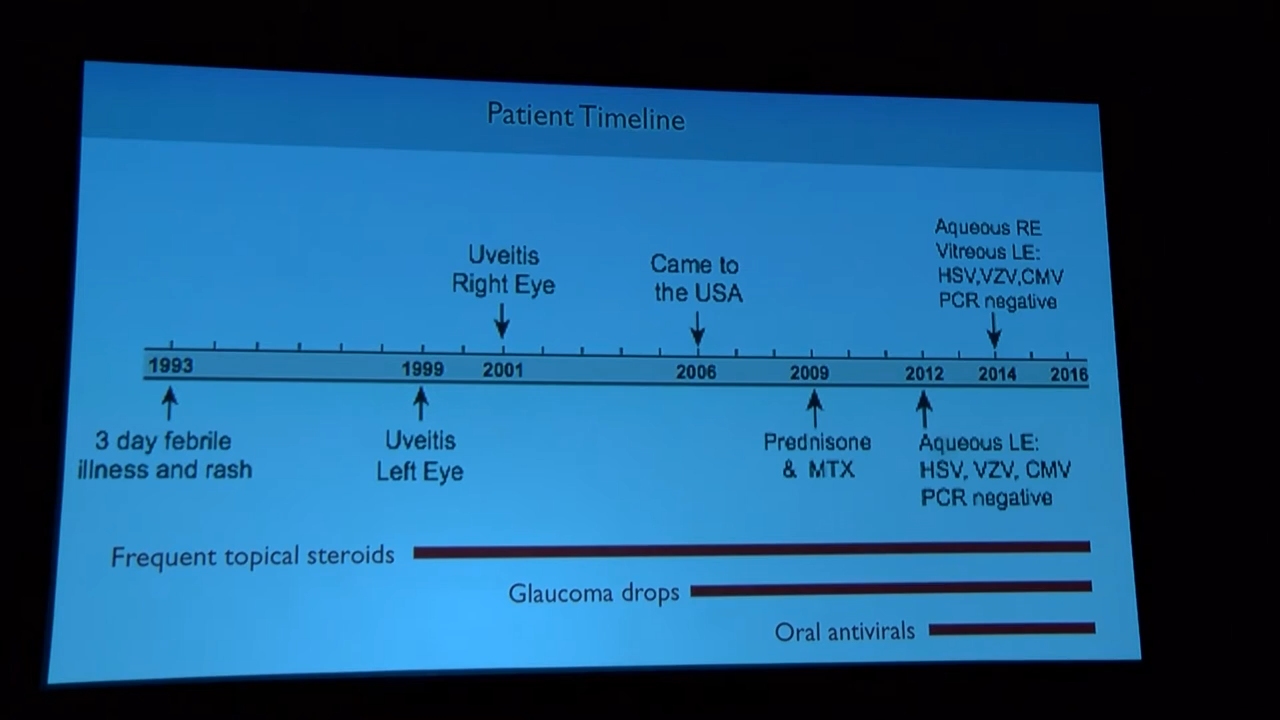 Patient Timeline
Uveitis
Right Eye
Came to
the USA
Aqueous RE
Vitreous LE:
HSV,VZV,CMV
PCR negative
1993 1999 2001 2006 2009 2012 2014 2016
3 day febrile
illness and rash
Uveitis
Left Eye
Prednisone
& MTX
Aqueous LE:
HSV, VZV, CMV
PCR negative
Frequent topical steroids
Glaucoma drops
Oral antivirals